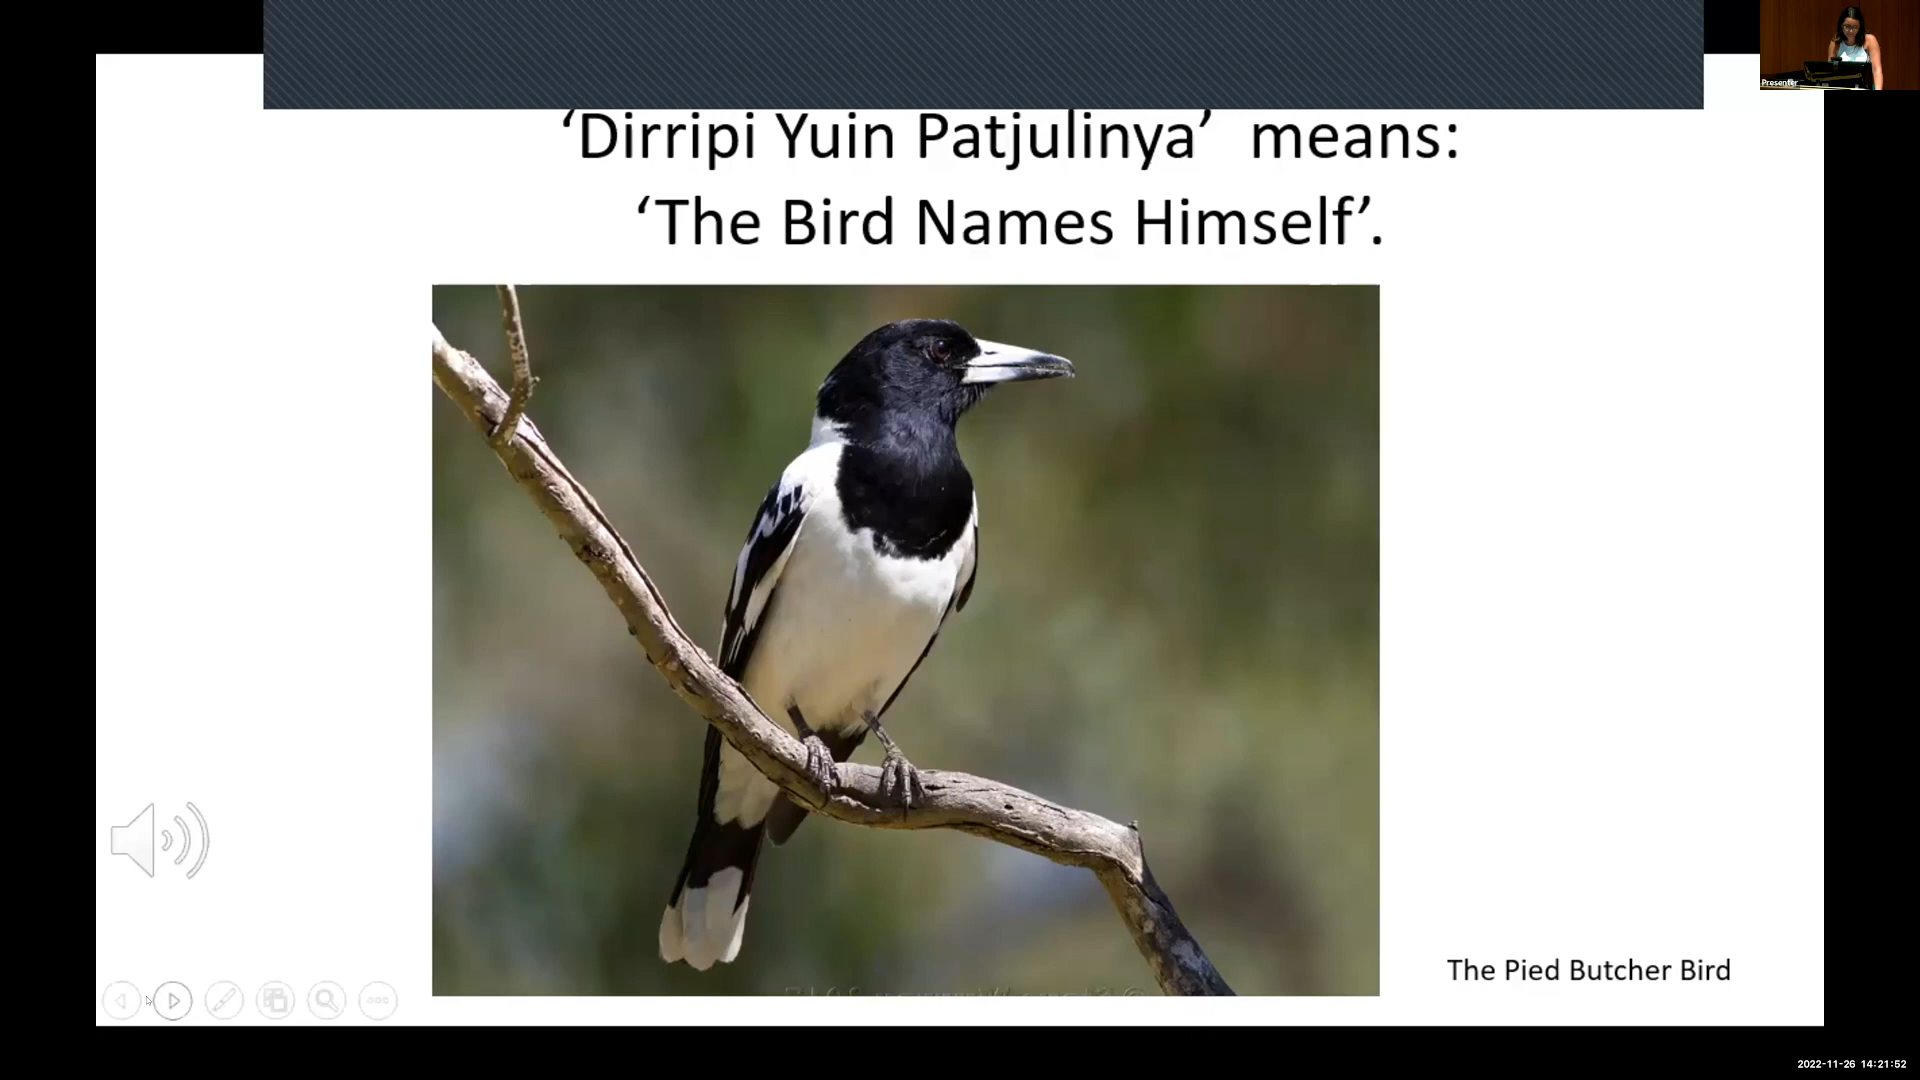 Presenter
‘Dirripi Yuin Patjulinya’ means:
‘The Bird Names Himself’.
The Pied Butcher Bird
2022-11-26 14:21:52